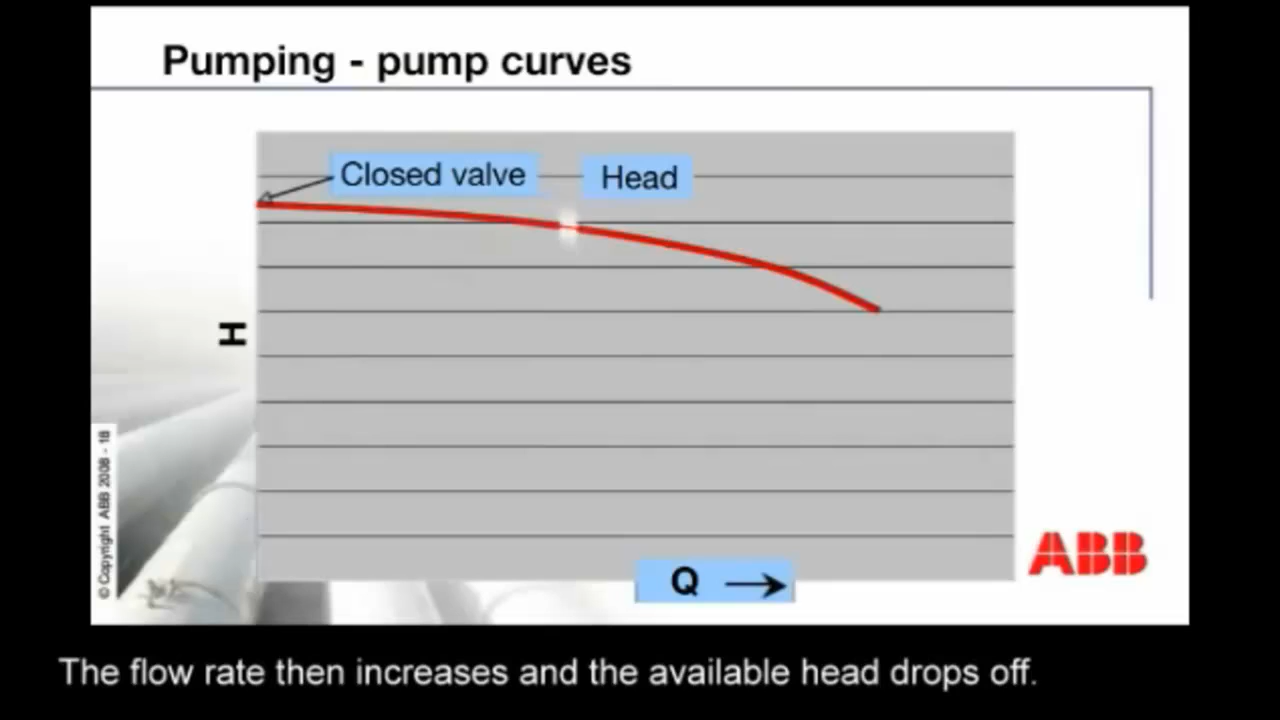 Pumping - pump curves
Closed valve
Head
H
Q
© Copyright ABB 2008 - 18
ABB
The flow rate then increases and the available head drops off.